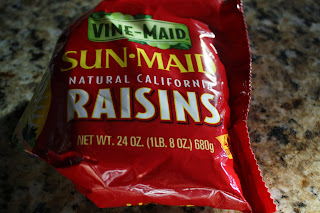 VINE-MAID
SUN•MAID
NATURAL CALIFORNIA
RAISINS
NET WT. 24 OZ. (1LB. 8 OZ.) 680g